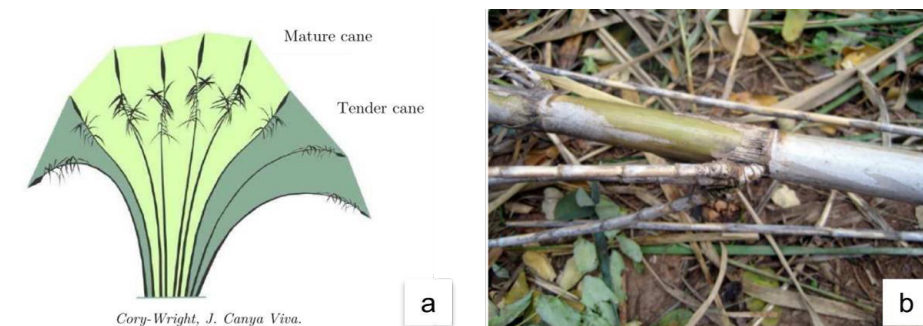 Mature cane
Tender cane
Cory-Wright, J. Canya Viva.
a
b